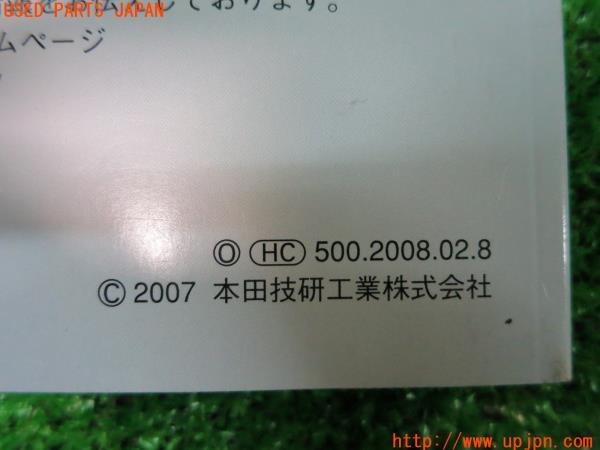 USED PARTS JAPAN
しております。
ムページ
Ⓞ HC 500.2008.02.8
© 2007 本田技研工業株式会社
http://www.upjpn.com/